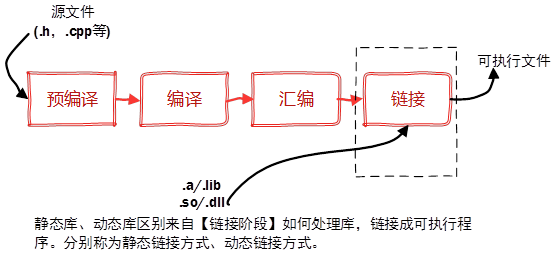 源文件
(.h，.cpp等)
可执行文件
预编译
编译
汇编
链接
.a/.lib
.so/.dll
静态库、动态库区别来自【链接阶段】如何处理库，链接成可执行程
序。分别称为静态链接方式、动态链接方式。